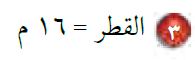 ٣ القطر = ١٦ م